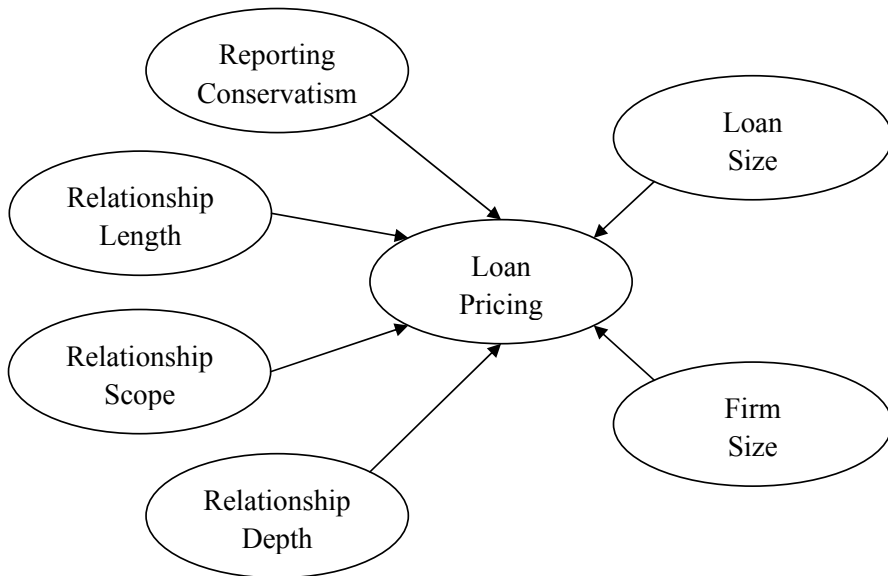 Reporting
Conservatism
Loan
Size
Relationship
Length
Loan
Pricing
Relationship
Scope
Firm
Size
Relationship
Depth